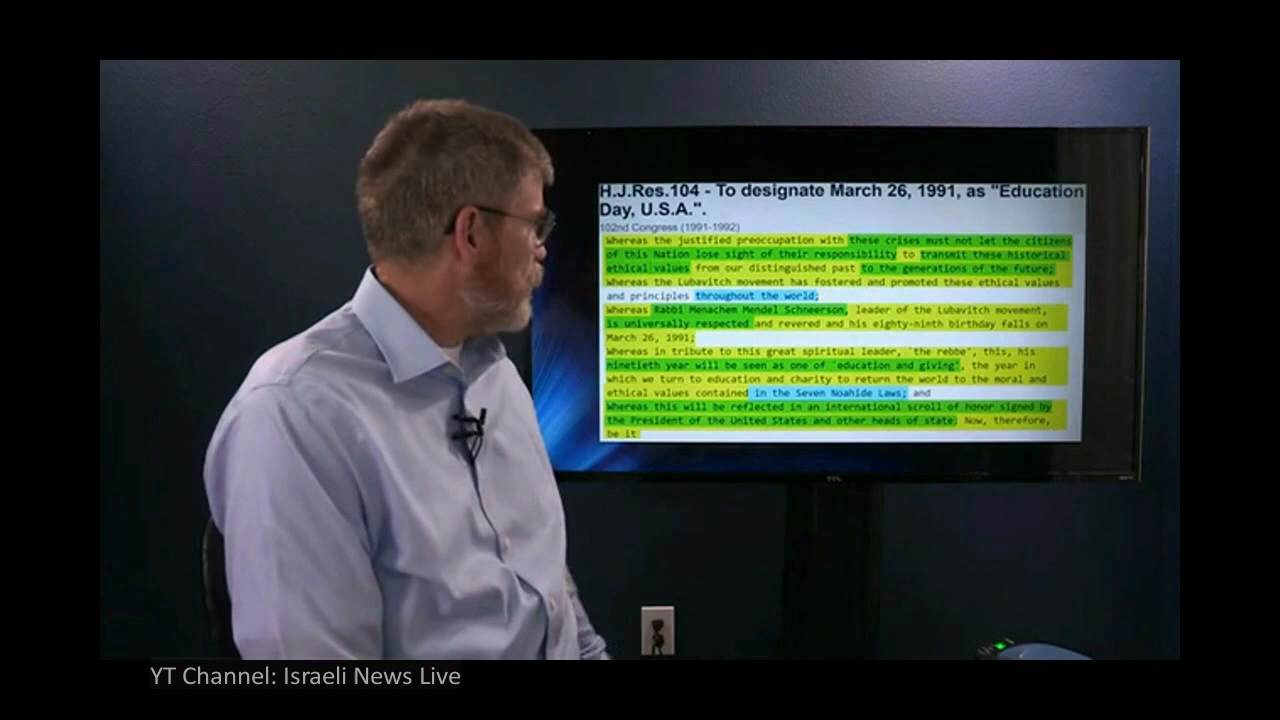 H.J.Res.104 - To designate March 26, 1991, as "Education
Day, U.S.A.".
102nd Congress (1991-1992)
Whereas the justified preoccupation with these crises must not let the citizens
of this Nation lose sight of their responsibility to transmit these historical
ethical values from our distinguished past to the generations of the future;
Whereas the Lubavitch movement has fostered and promoted these ethical values
and principles throughout the world;
Whereas Rabbi Menachem Mendel Schneerson, leader of the Lubavitch movement,
is universally respected and revered and his eighty-ninth birthday falls on
March 26, 1991;
Whereas in tribute to this great spiritual leader, 'the rebbe", this, his
ninetieth year will be seen as one of 'education and giving', the year in
which we turn to education and charity to return the world to the moral and
ethical values contained in the Seven Noahide Laws; and
Whereas this will be reflected in an international scroll of honor signed by
the President of the United States and other heads of state: Now, therefore,
be it
TCL
YT Channel: Israeli News Live